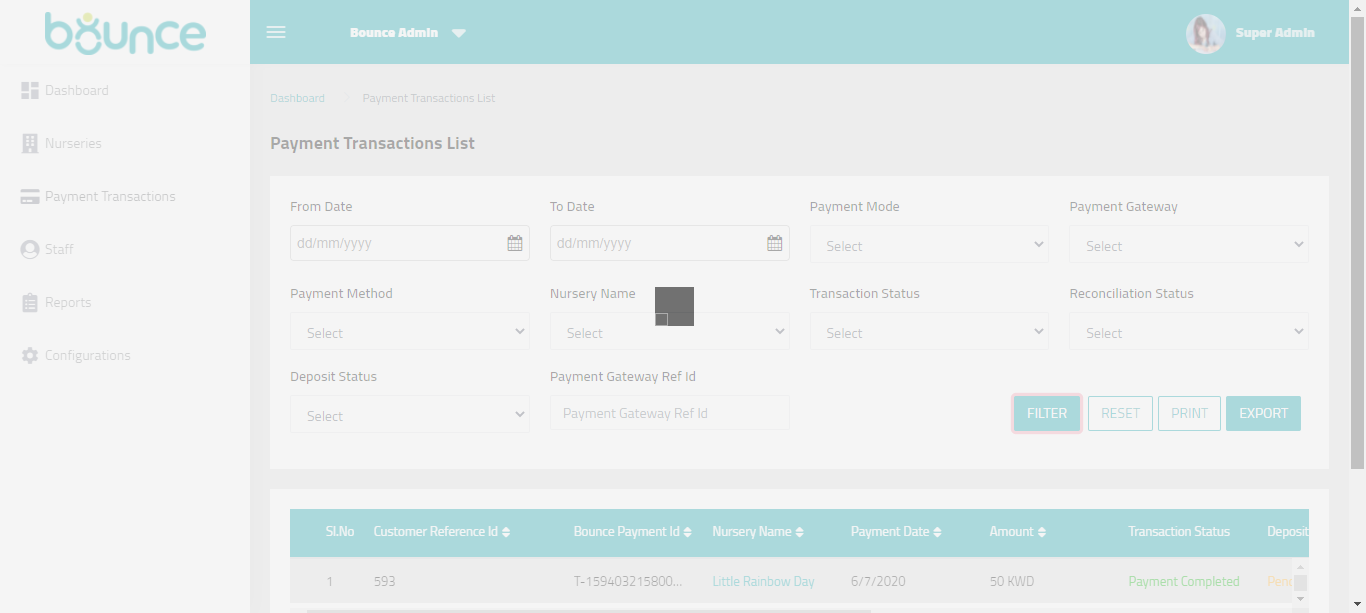 bounce
Bounce Admin
Super Admin
Dashboard
Nurseries
Payment Transactions
Staff
Reports
Configurations
Dashboard > Payment Transactions List
Payment Transactions List
From Date To Date Payment Mode Payment Gateway
dd/mm/yyyy dd/mm/yyyy Select Select
Payment Method Nursery Name Transaction Status Reconciliation Status
Select Select Select Select
Deposit Status Payment Gateway Ref Id
Select Payment Gateway Ref Id FILTER RESET PRINT EXPORT
Sl.No Customer Reference Id Bounce Payment Id Nursery Name Payment Date Amount Transaction Status Deposit
1 593 T-159403215800... Little Rainbow Day 6/7/2020 50 KWD Payment Completed